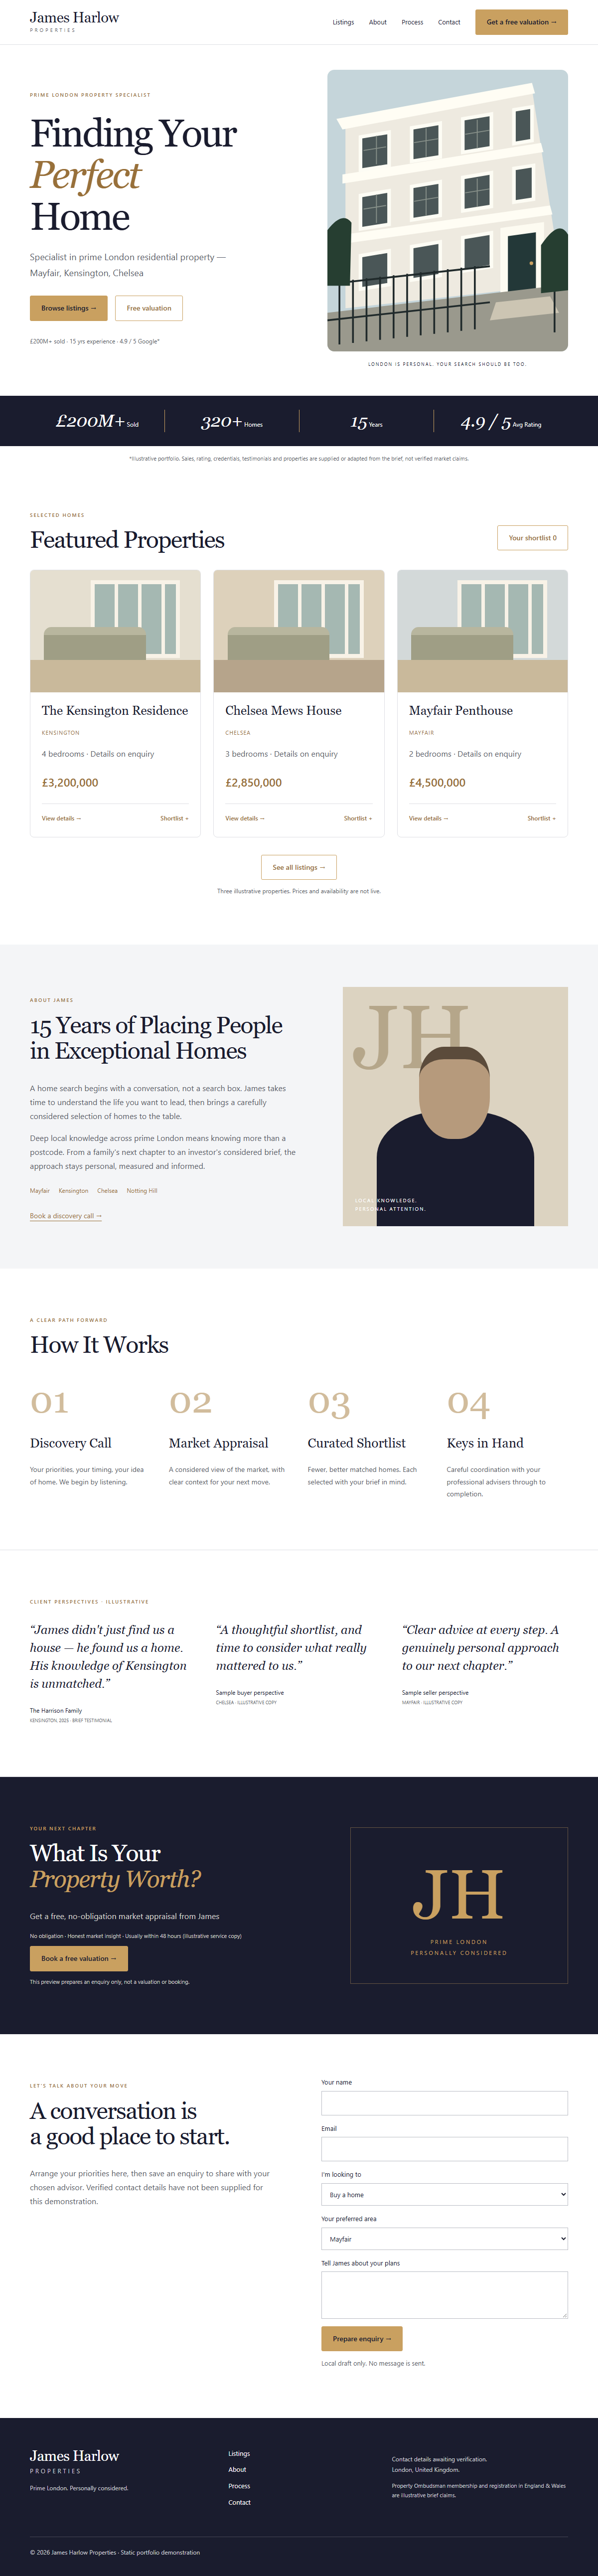 James Harlow
PROPERTIES
Listings
About
Process
Contact
Get a free valuation →
PRIME LONDON PROPERTY SPECIALIST
Finding Your
Perfect
Home
Specialist in prime London residential property —
Mayfair, Kensington, Chelsea
Browse listings →
Free valuation
£200M+ sold · 15 yrs experience · 4.9 / 5 Google*
LONDON IS PERSONAL. YOUR SEARCH SHOULD BE TOO.
£200M+ Sold
320+ Homes
15 Years
4.9 / 5 Avg Rating
*Illustrative portfolio. Sales, rating, credentials, testimonials and properties are supplied or adapted from the brief, not verified market claims.
SELECTED HOMES
Featured Properties
Your shortlist 0
The Kensington Residence
KENSINGTON
4 bedrooms · Details on enquiry
£3,200,000
View details →
Shortlist +
Chelsea Mews House
CHELSEA
3 bedrooms · Details on enquiry
£2,850,000
View details →
Shortlist +
Mayfair Penthouse
MAYFAIR
2 bedrooms · Details on enquiry
£4,500,000
View details →
Shortlist +
See all listings →
Three illustrative properties. Prices and availability are not live.
ABOUT JAMES
15 Years of Placing People
in Exceptional Homes
A home search begins with a conversation, not a search box. James takes
time to understand the life you want to lead, then brings a carefully
considered selection of homes to the table.
Deep local knowledge across prime London means knowing more than a
postcode. From a family's next chapter to an investor's considered brief, the
approach stays personal, measured and informed.
Mayfair
Kensington
Chelsea
Notting Hill
Book a discovery call →
JH
LOCAL KNOWLEDGE.
PERSONAL ATTENTION.
A CLEAR PATH FORWARD
How It Works
01
Discovery Call
Your priorities, your timing, your idea
of home. We begin by listening.
02
Market Appraisal
A considered view of the market, with
clear context for your next move.
03
Curated Shortlist
Fewer, better matched homes. Each
selected with your brief in mind.
04
Keys in Hand
Careful coordination with your
professional advisers through to
completion.
CLIENT PERSPECTIVES · ILLUSTRATIVE
“James didn't just find us a
house — he found us a home.
His knowledge of Kensington
is unmatched.”
The Harrison Family
KENSINGTON, 2025 · BRIEF TESTIMONIAL
“A thoughtful shortlist, and
time to consider what really
mattered to us.”
Sample buyer perspective
CHELSEA · ILLUSTRATIVE COPY
“Clear advice at every step. A
genuinely personal approach
to our next chapter.”
Sample seller perspective
MAYFAIR · ILLUSTRATIVE COPY
YOUR NEXT CHAPTER
What Is Your
Property Worth?
Get a free, no-obligation market appraisal from James
No obligation · Honest market insight · Usually within 48 hours (illustrative service copy)
Book a free valuation →
This preview prepares an enquiry only, not a valuation or booking.
JH
PRIME LONDON
PERSONALLY CONSIDERED
LET'S TALK ABOUT YOUR MOVE
A conversation is
a good place to start.
Arrange your priorities here, then save an enquiry to share with your
chosen advisor. Verified contact details have not been supplied for
this demonstration.
Your name
Email
I'm looking to
Buy a home
Your preferred area
Mayfair
Tell James about your plans
Prepare enquiry →
Local draft only. No message is sent.
James Harlow
PROPERTIES
Prime London. Personally considered.
Listings
About
Process
Contact
Contact details awaiting verification.
London, United Kingdom.
Property Ombudsman membership and registration in England & Wales
are illustrative brief claims.
© 2026 James Harlow Properties · Static portfolio demonstration